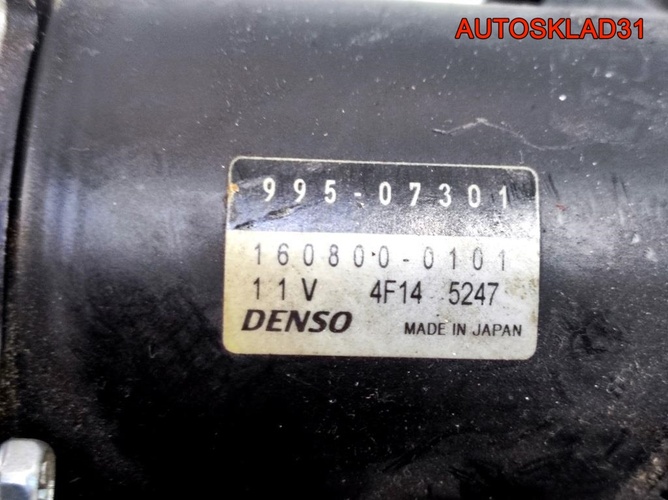 AUTOSKLAD31
995-07301
160800-0101
11V 4F14 5247
DENSO MADE IN JAPAN